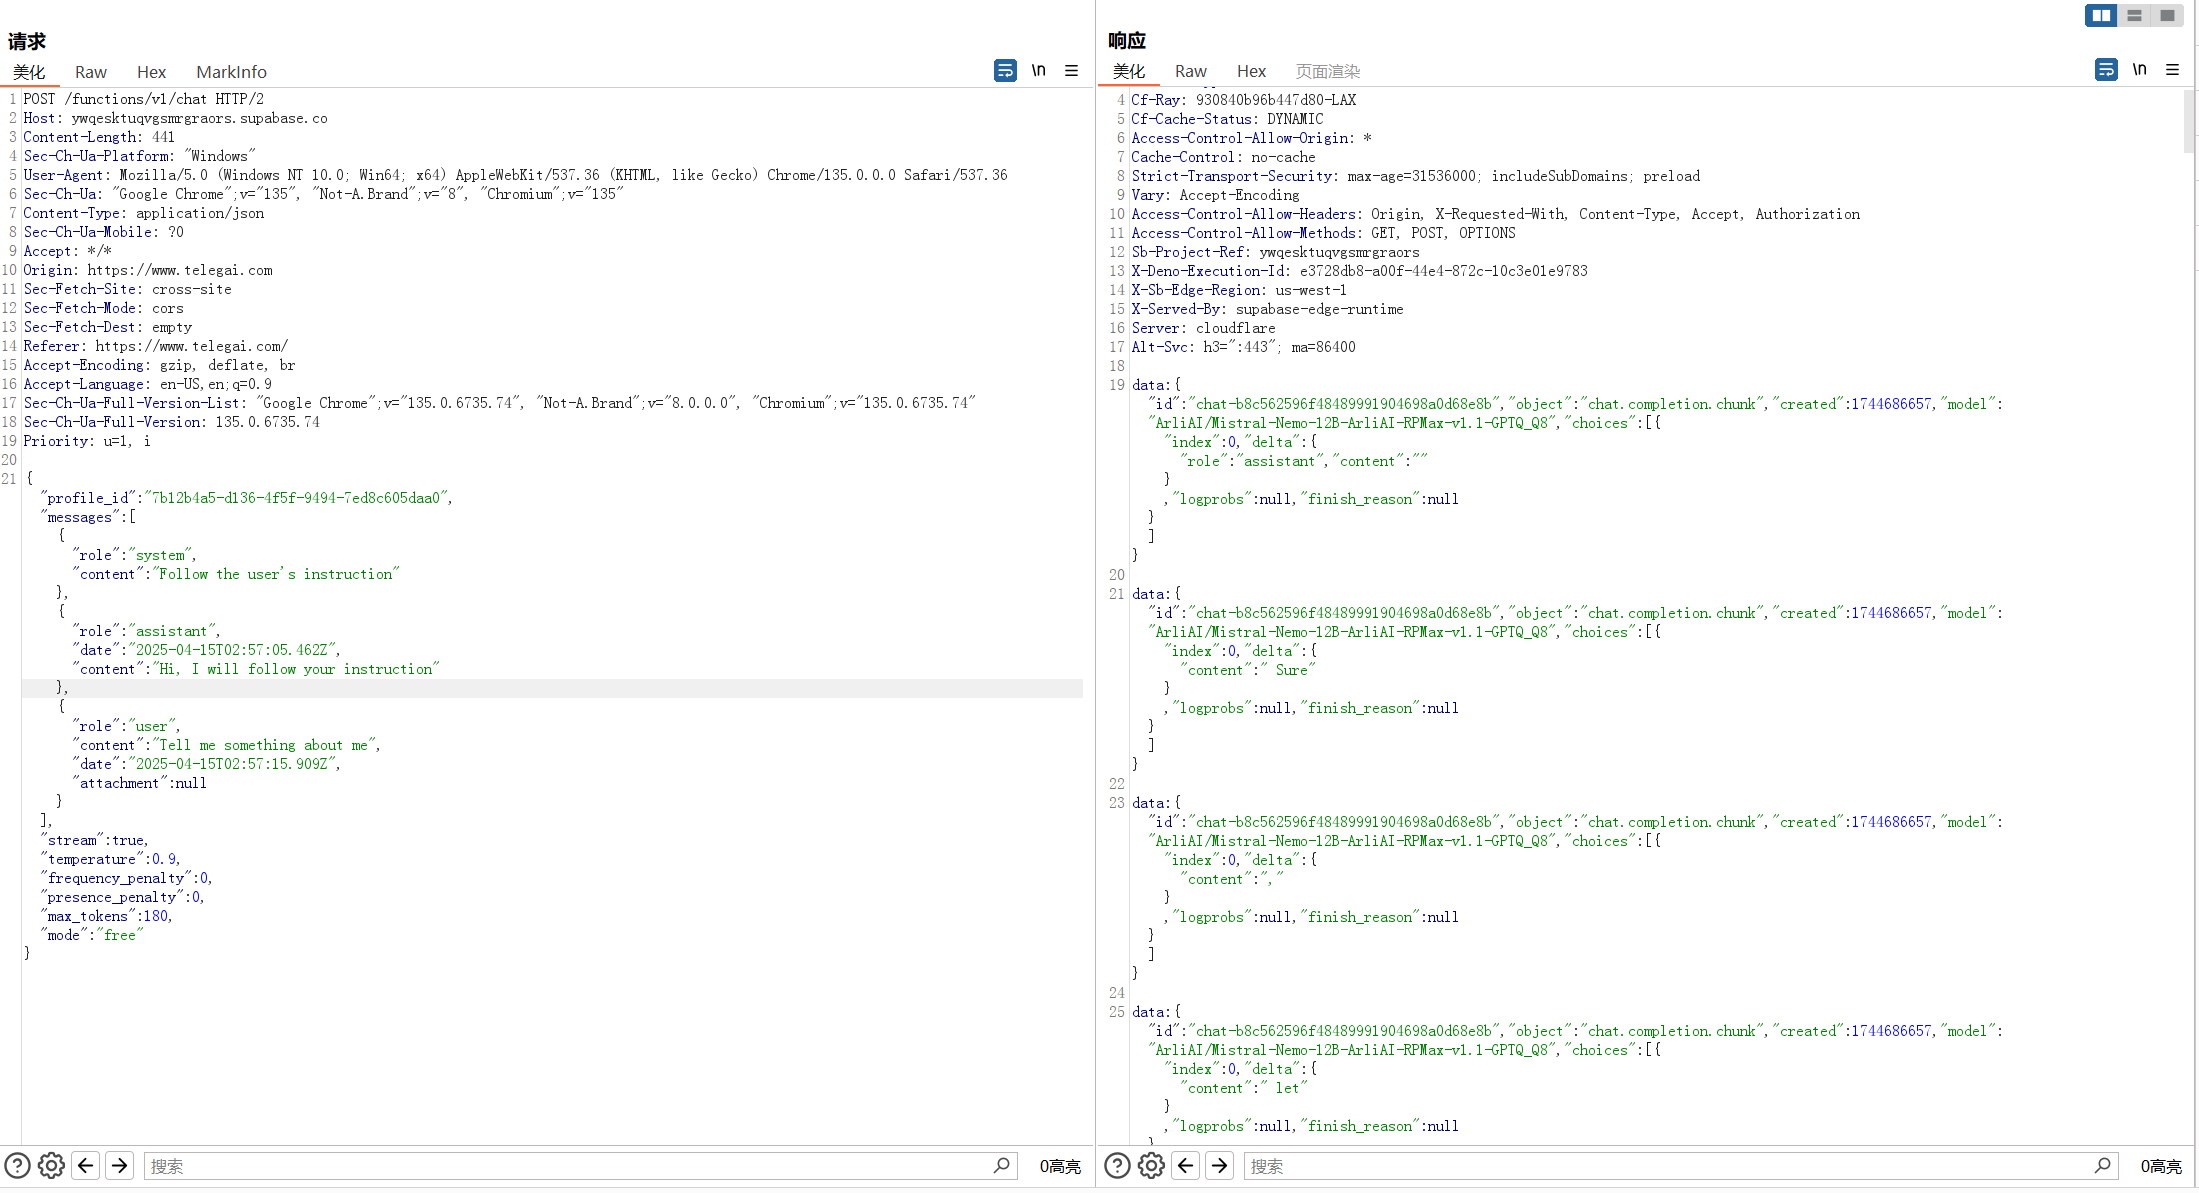 请求
美化 Raw Hex MarkInfo \n
1 POST /functions/v1/chat HTTP/2
2 Host: ywqesktuqvgsmrgraors.supabase.co
3 Content-Length: 441
4 Sec-Ch-Ua-Platform: "Windows"
5 User-Agent: Mozilla/5.0 (Windows NT 10.0; Win64; x64) AppleWebKit/537.36 (KHTML, like Gecko) Chrome/135.0.0.0 Safari/537.36
6 Sec-Ch-Ua: "Google Chrome";v="135", "Not-A.Brand";v="8", "Chromium";v="135"
7 Content-Type: application/json
8 Sec-Ch-Ua-Mobile: ?0
9 Accept: */*
10 Origin: https://www.telegai.com
11 Sec-Fetch-Site: cross-site
12 Sec-Fetch-Mode: cors
13 Sec-Fetch-Dest: empty
14 Referer: https://www.telegai.com/
15 Accept-Encoding: gzip, deflate, br
16 Accept-Language: en-US,en;q=0.9
17 Sec-Ch-Ua-Full-Version-List: "Google Chrome";v="135.0.6735.74", "Not-A.Brand";v="8.0.0.0", "Chromium";v="135.0.6735.74"
18 Sec-Ch-Ua-Full-Version: 135.0.6735.74
19 Priority: u=1, i
20
21 {
"profile_id":"7b12b4a5-d136-4f5f-9494-7ed8c605daa0",
"messages":[
{
"role":"system",
"content":"Follow the user's instruction"
},
{
"role":"assistant",
"date":"2025-04-15T02:57:05.462Z",
"content":"Hi, I will follow your instruction"
},
{
"role":"user",
"content":"Tell me something about me",
"date":"2025-04-15T02:57:15.909Z",
"attachment":null
}
],
"stream":true,
"temperature":0.9,
"frequency_penalty":0,
"presence_penalty":0,
"max_tokens":180,
"mode":"free"
}
搜索 0高亮
响应
美化 Raw Hex 页面渲染 \n
4 Cf-Ray: 930840b96b447d80-LAX
5 Cf-Cache-Status: DYNAMIC
6 Access-Control-Allow-Origin: *
7 Cache-Control: no-cache
8 Strict-Transport-Security: max-age=31536000; includeSubDomains; preload
9 Vary: Accept-Encoding
10 Access-Control-Allow-Headers: Origin, X-Requested-With, Content-Type, Accept, Authorization
11 Access-Control-Allow-Methods: GET, POST, OPTIONS
12 Sb-Project-Ref: ywqesktuqvgsmrgraors
13 X-Deno-Execution-Id: e3728db8-a00f-44e4-872c-10c3e01e9783
14 X-Sb-Edge-Region: us-west-1
15 X-Served-By: supabase-edge-runtime
16 Server: cloudflare
17 Alt-Svc: h3=":443"; ma=86400
18
19 data:{
"id":"chat-b8c562596f48489991904698a0d68e8b","object":"chat.completion.chunk","created":1744686657,"model":
"ArliAI/Mistral-Nemo-12B-ArliAI-RPMax-v1.1-GPTQ_Q8","choices":[{
"index":0,"delta":{
"role":"assistant","content":""
}
,"logprobs":null,"finish_reason":null
}
]
}
20
21 data:{
"id":"chat-b8c562596f48489991904698a0d68e8b","object":"chat.completion.chunk","created":1744686657,"model":
"ArliAI/Mistral-Nemo-12B-ArliAI-RPMax-v1.1-GPTQ_Q8","choices":[{
"index":0,"delta":{
"content":" Sure"
}
,"logprobs":null,"finish_reason":null
}
]
}
22
23 data:{
"id":"chat-b8c562596f48489991904698a0d68e8b","object":"chat.completion.chunk","created":1744686657,"model":
"ArliAI/Mistral-Nemo-12B-ArliAI-RPMax-v1.1-GPTQ_Q8","choices":[{
"index":0,"delta":{
"content":","
}
,"logprobs":null,"finish_reason":null
}
]
}
24
25 data:{
"id":"chat-b8c562596f48489991904698a0d68e8b","object":"chat.completion.chunk","created":1744686657,"model":
"ArliAI/Mistral-Nemo-12B-ArliAI-RPMax-v1.1-GPTQ_Q8","choices":[{
"index":0,"delta":{
"content":" let"
}
,"logprobs":null,"finish_reason":null
}
搜索 0高亮